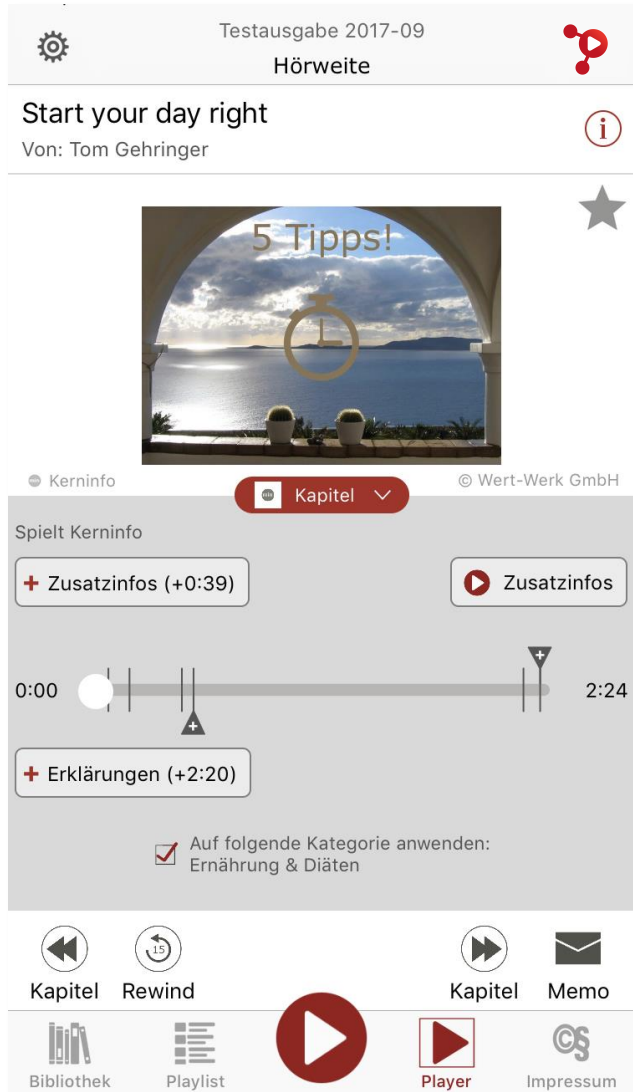 Testausgabe 2017-09
Hörweite
Start your day right
Von: Tom Gehringer
i
5 Tipps!
Kerninfo
© Wert-Werk GmbH
Kapitel
Spielt Kerninfo
+ Zusatzinfos (+0:39)
Zusatzinfos
0:00
2:24
+ Erklärungen (+2:20)
Auf folgende Kategorie anwenden:
Ernährung & Diäten
15
Kapitel
Rewind
Kapitel
Memo
©§
Bibliothek
Playlist
Player
Impressum